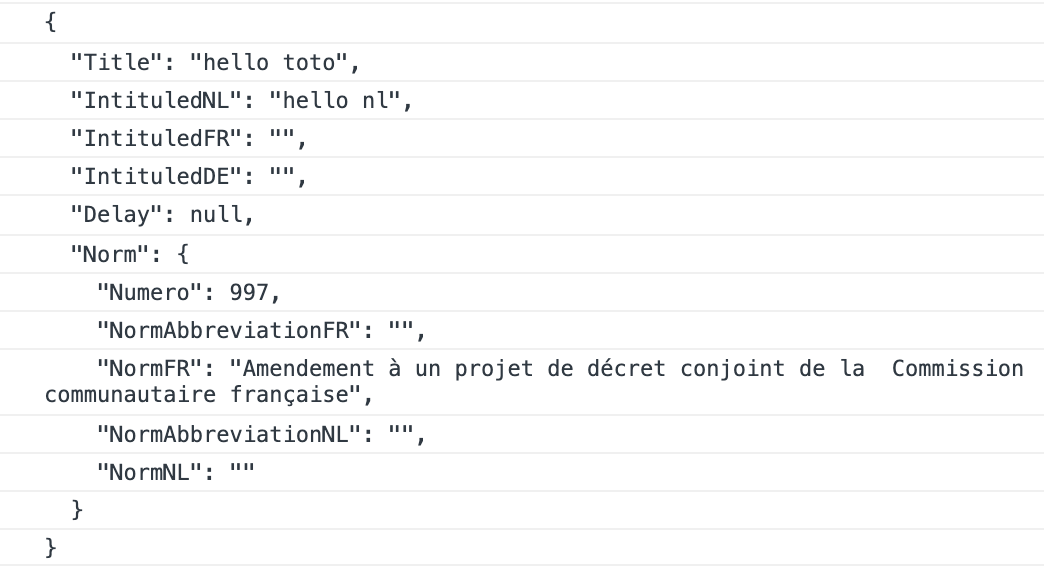 {
  "Title": "hello toto",
  "IntituledNL": "hello nl",
  "IntituledFR": "",
  "IntituledDE": "",
  "Delay": null,
  "Norm": {
    "Numero": 997,
    "NormAbbreviationFR": "",
    "NormFR": "Amendement à un projet de décret conjoint de la  Commission
communautaire française",
    "NormAbbreviationNL": "",
    "NormNL": ""
  }
}